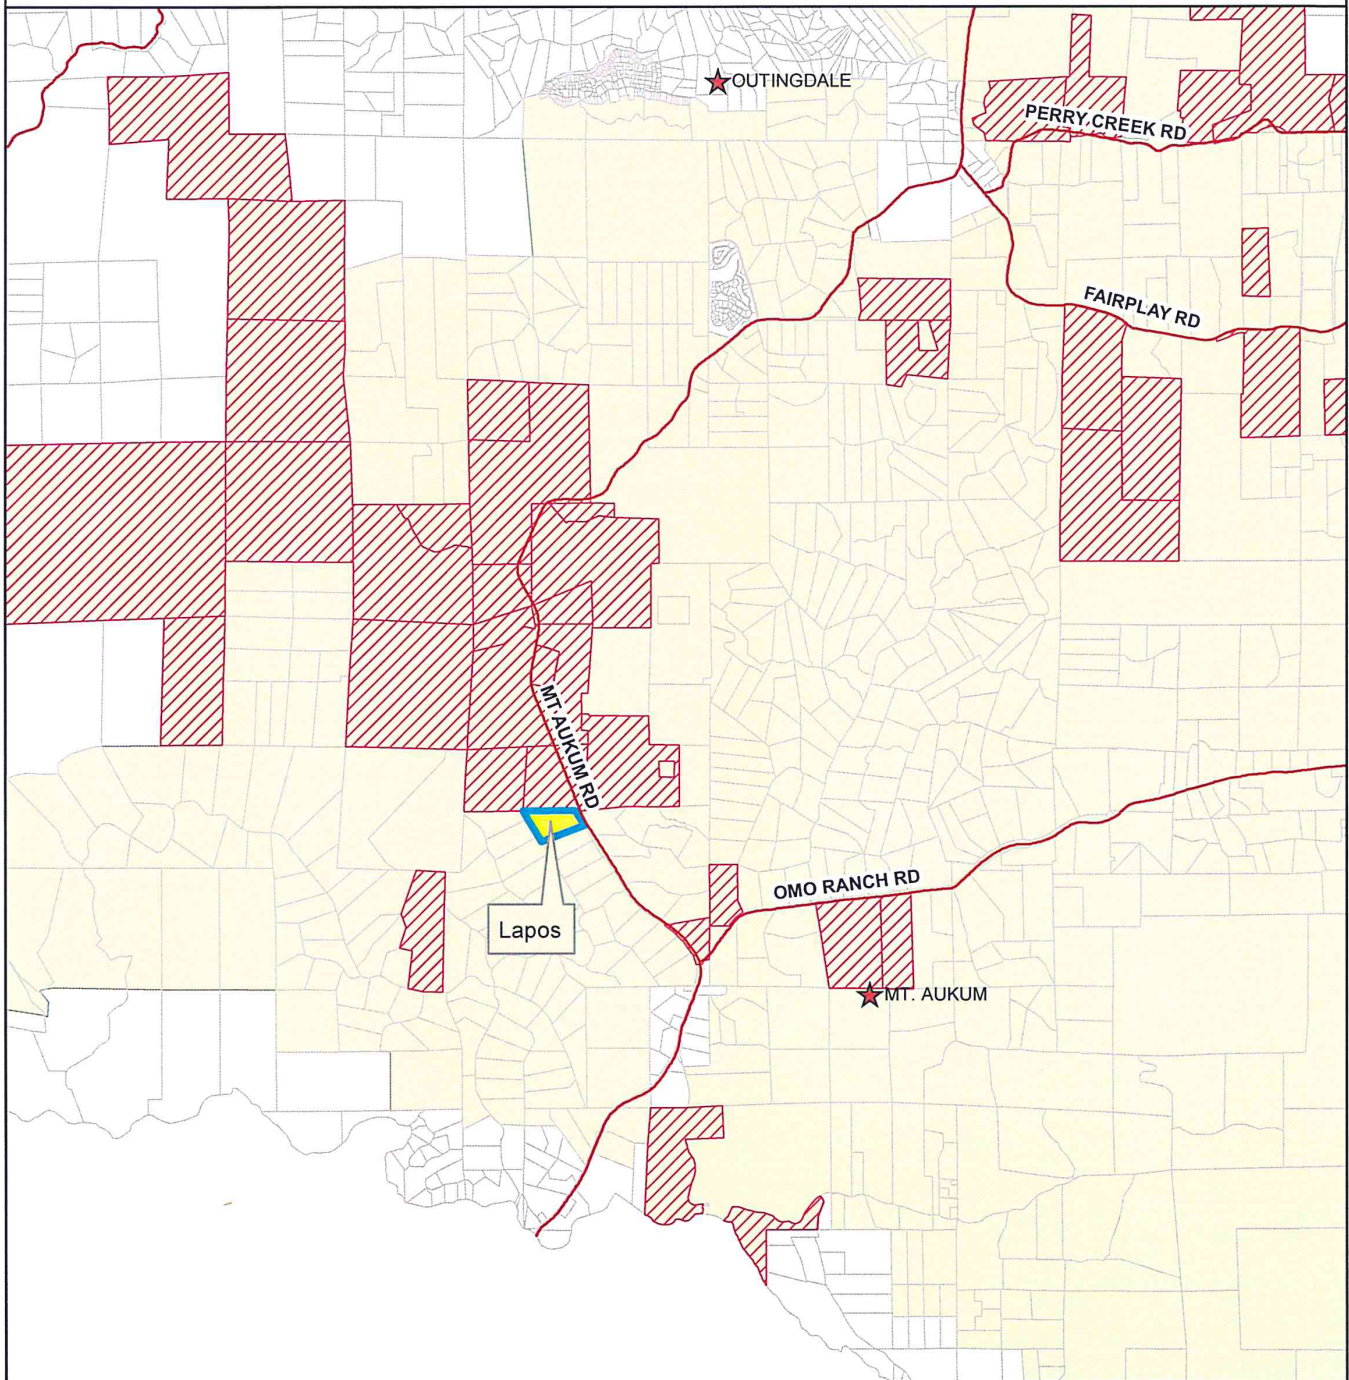 OUTINGDALE
PERRY CREEK RD
FAIRPLAY RD
MT AUKUM RD
OMO RANCH RD
Lapos
MT. AUKUM